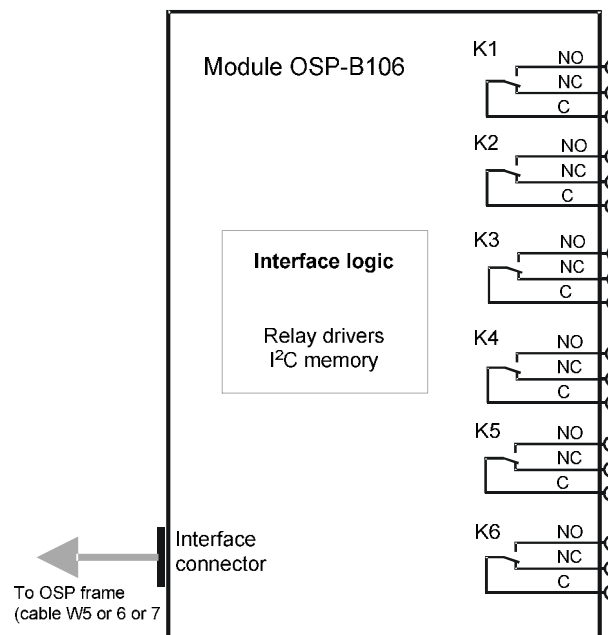 Module OSP-B106
K1
NO
NC
C
K2
NO
NC
C
K3
NO
NC
C
K4
NO
NC
C
K5
NO
NC
C
K6
NO
NC
C
Interface logic
Relay drivers
I²C memory
Interface
connector
To OSP frame
(cable W5 or 6 or 7